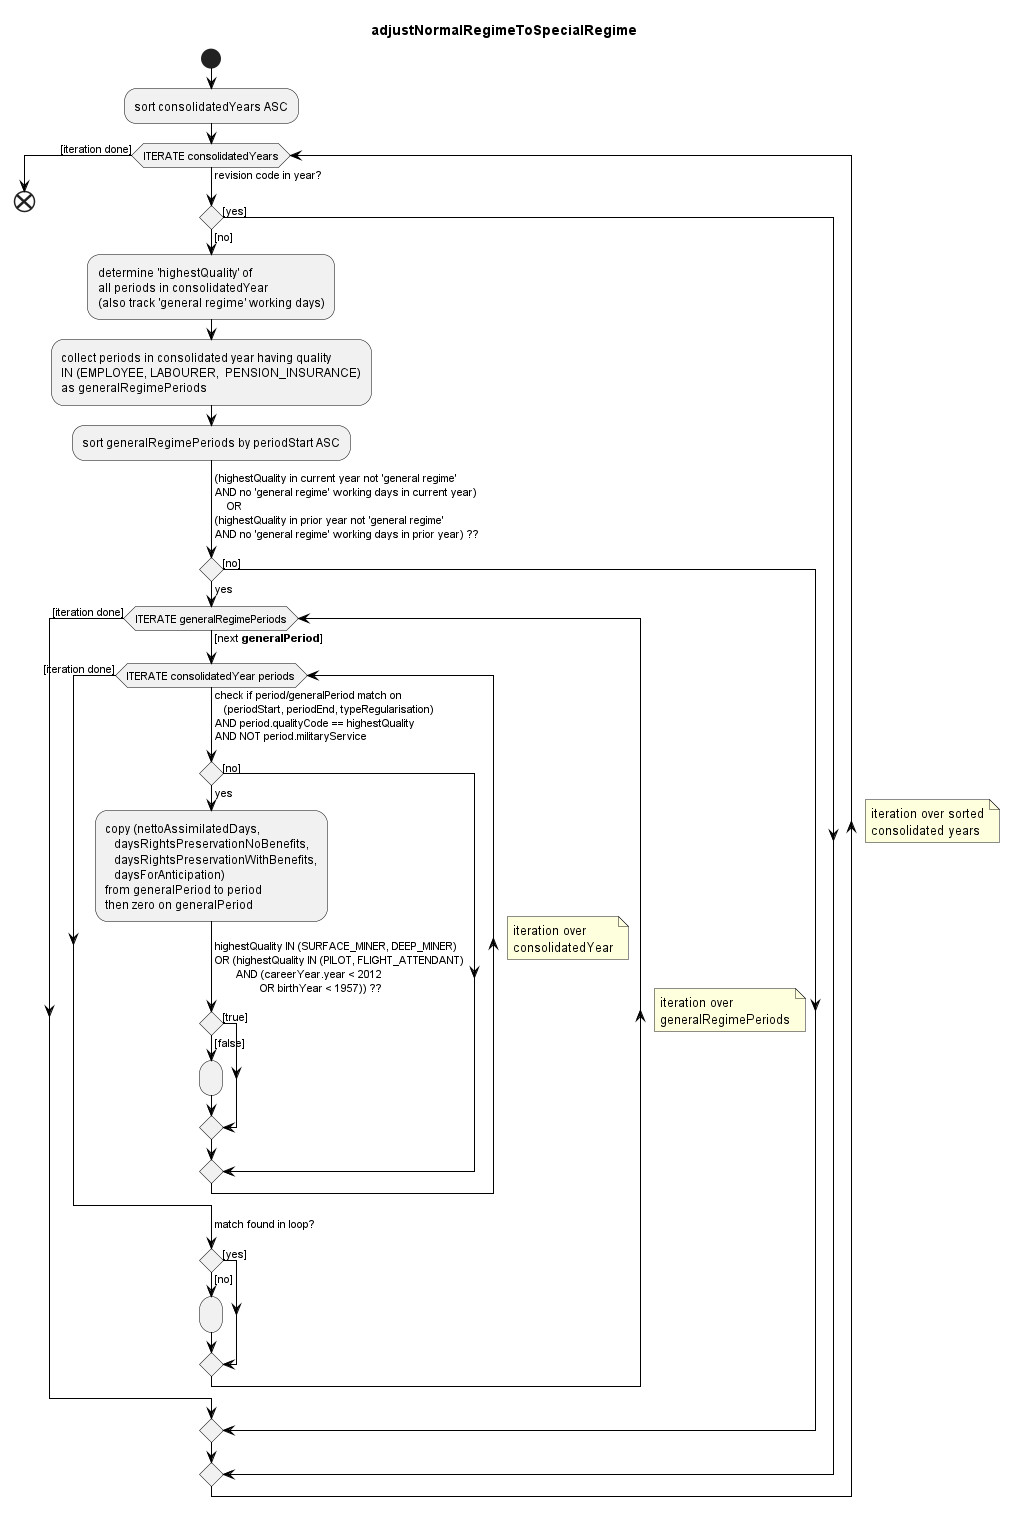 adjustNormalRegimeToSpecialRegime
sort consolidatedYears ASC
[iteration done]
ITERATE consolidatedYears
revision code in year?
[yes]
[no]
determine 'highestQuality' of
all periods in consolidatedYear
(also track 'general regime' working days)
collect periods in consolidated year having quality
IN (EMPLOYEE, LABOURER,  PENSION_INSURANCE)
as generalRegimePeriods
sort generalRegimePeriods by periodStart ASC
(highestQuality in current year not 'general regime'
AND no 'general regime' working days in current year)
OR
(highestQuality in prior year not 'general regime'
AND no 'general regime' working days in prior year) ??
[no]
yes
[iteration done]
ITERATE generalRegimePeriods
[next generalPeriod]
[iteration done]
ITERATE consolidatedYear periods
check if period/generalPeriod match on
(periodStart, periodEnd, typeRegularisation)
AND period.qualityCode == highestQuality
AND NOT period.militaryService
[no]
yes
iteration over sorted
consolidated years
copy (nettoAssimilatedDays,
daysRightsPreservationNoBenefits,
daysRightsPreservationWithBenefits,
daysForAnticipation)
from generalPeriod to period
then zero on generalPeriod
iteration over
consolidatedYear
highestQuality IN (SURFACE_MINER, DEEP_MINER)
OR (highestQuality IN (PILOT, FLIGHT_ATTENDANT)
AND (careerYear.year < 2012
OR birthYear < 1957)) ??
iteration over
generalRegimePeriods
[true]
[false]
match found in loop?
[yes]
[no]